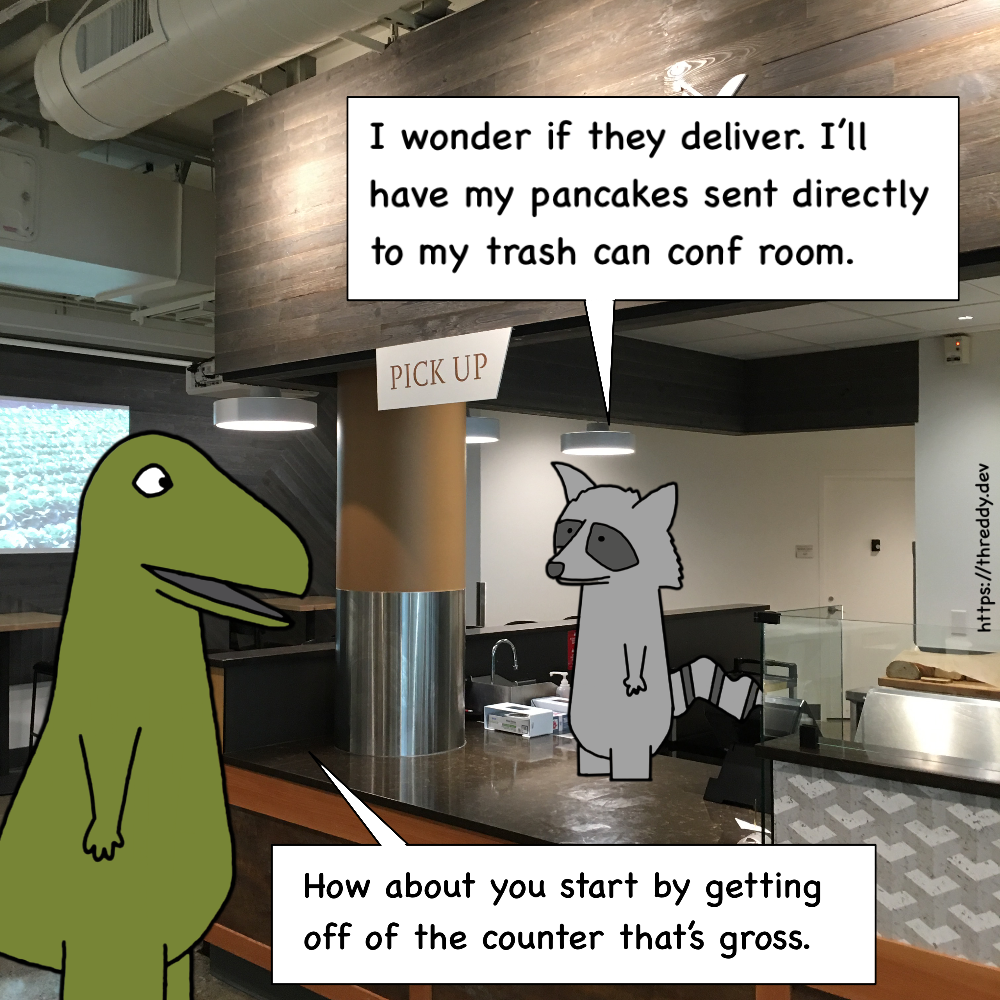 I wonder if they deliver. I'll
have my pancakes sent directly
to my trash can conf room.
PICK UP
https://threddy.dev
How about you start by getting
off of the counter that's gross.